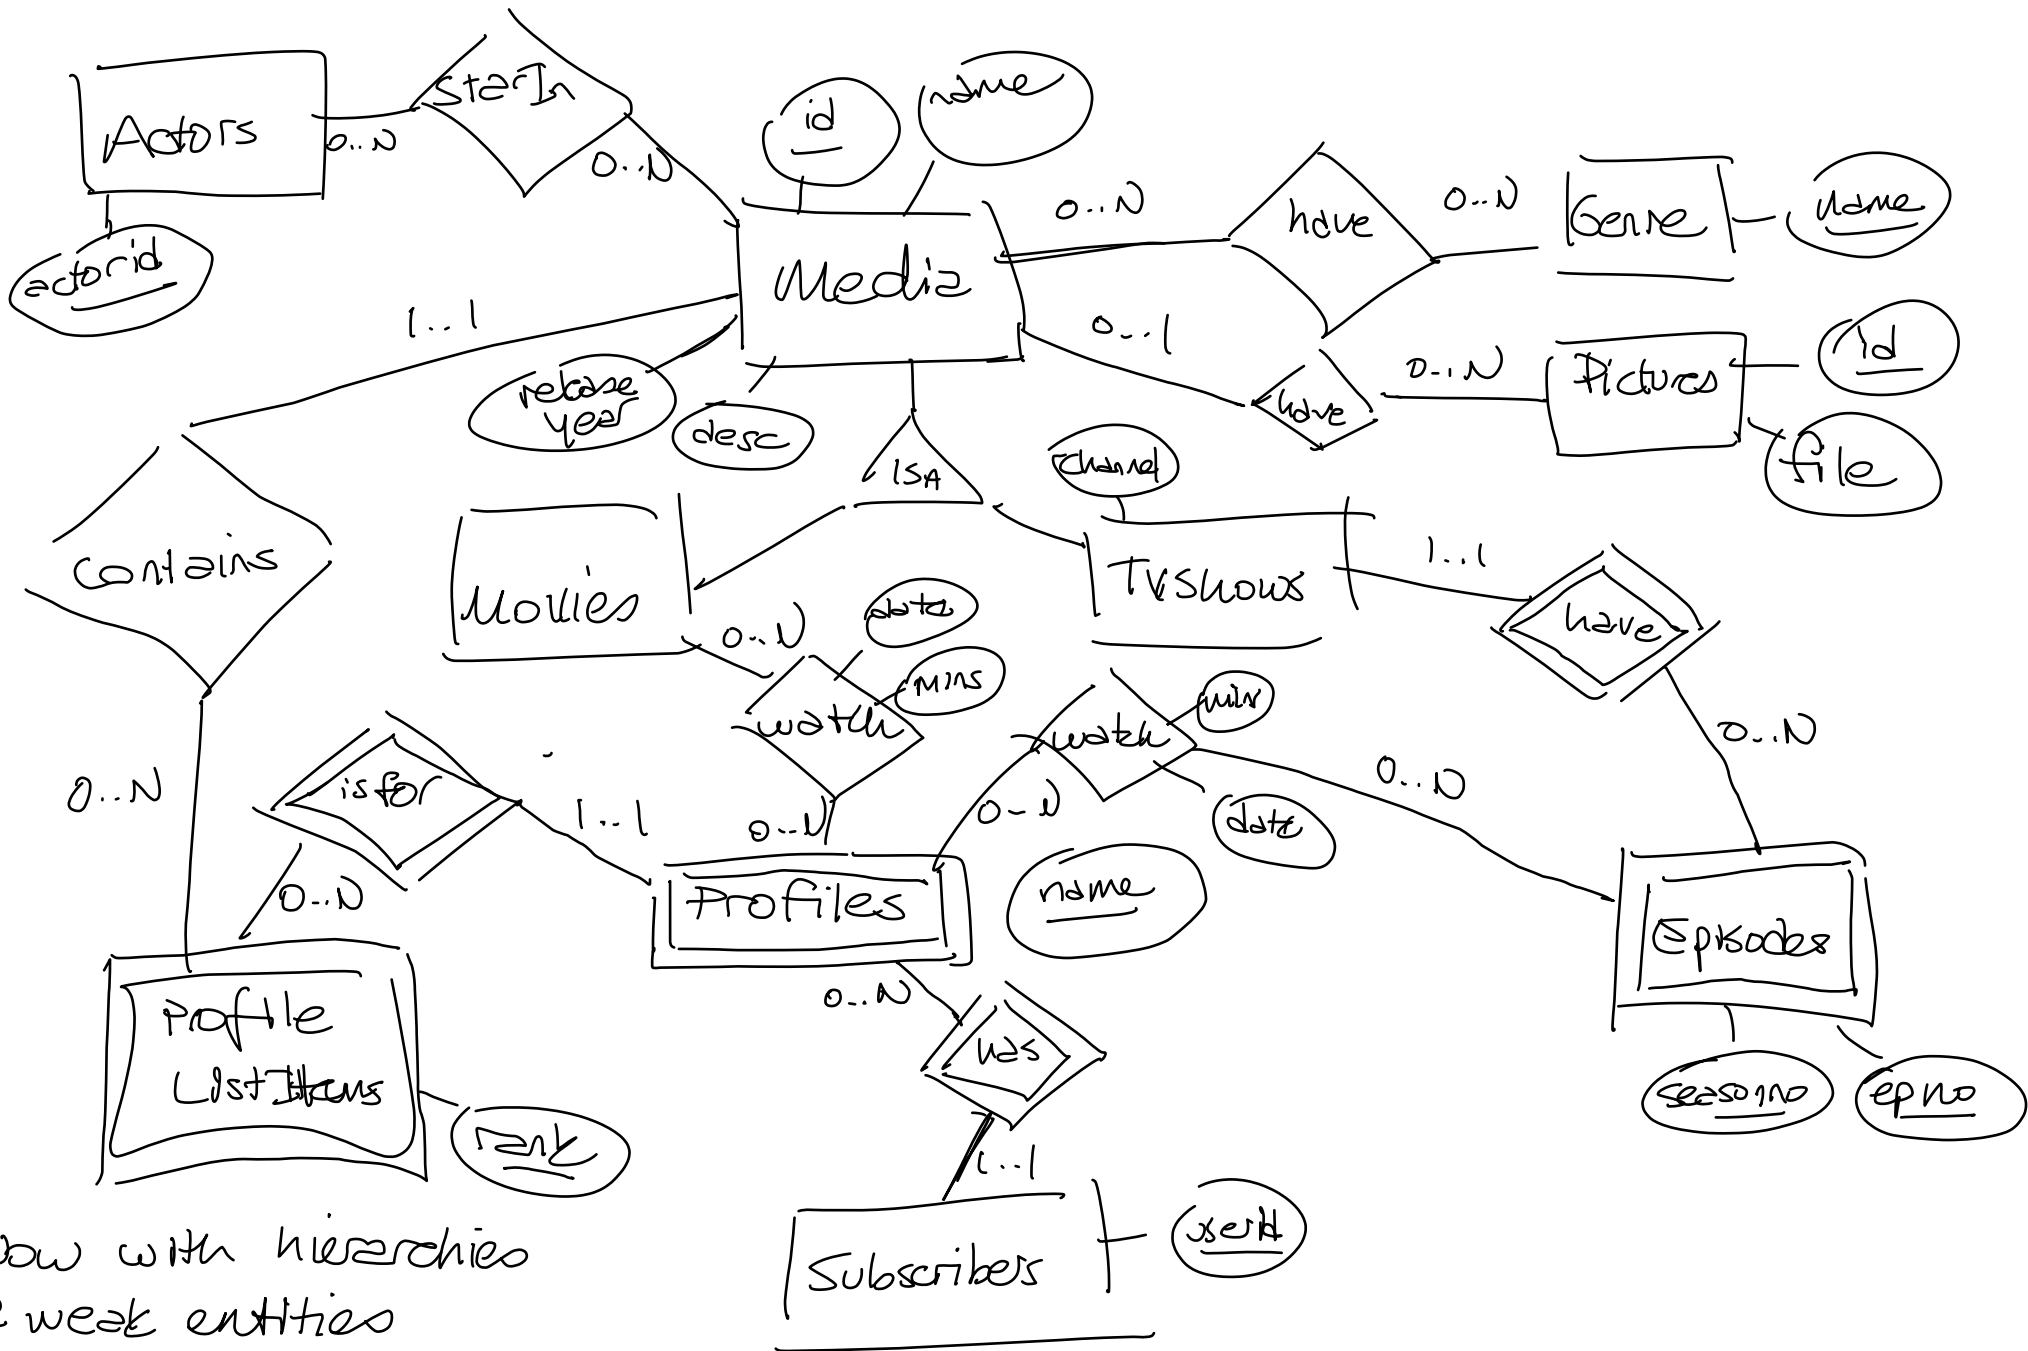 StarIn
Actors
0..N
0..N
actorid
id
name
Media
0..N
have
0..N
Genre
name
1..1
release
year
desc
ISA
0..1
have
0..N
Pictures
id
file
contains
Movies
channel
TVShows
1..1
have
0..N
0..N
date
mins
watch
0..N
watch
min
date
0..N
0..N
0..N
isfor
1..1
0..N
Profiles
name
Episodes
seasonno
epno
Profile
ListItems
rank
0..N
has
1..1
Subscribers
userid
with hierarchies
weak entities